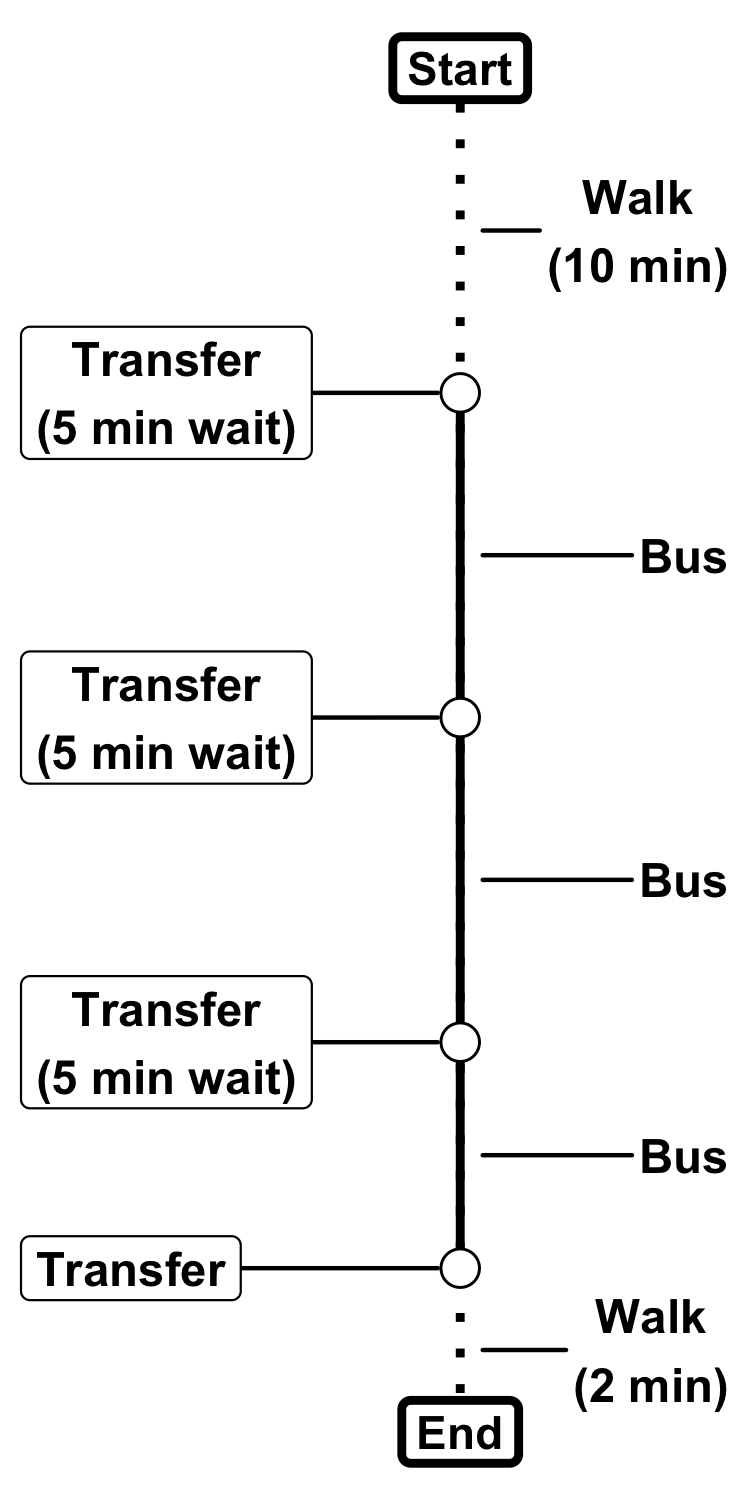 Start
Walk
(10 min)
Transfer
(5 min wait)
Bus
Transfer
(5 min wait)
Bus
Transfer
(5 min wait)
Bus
Transfer
Walk
(2 min)
End